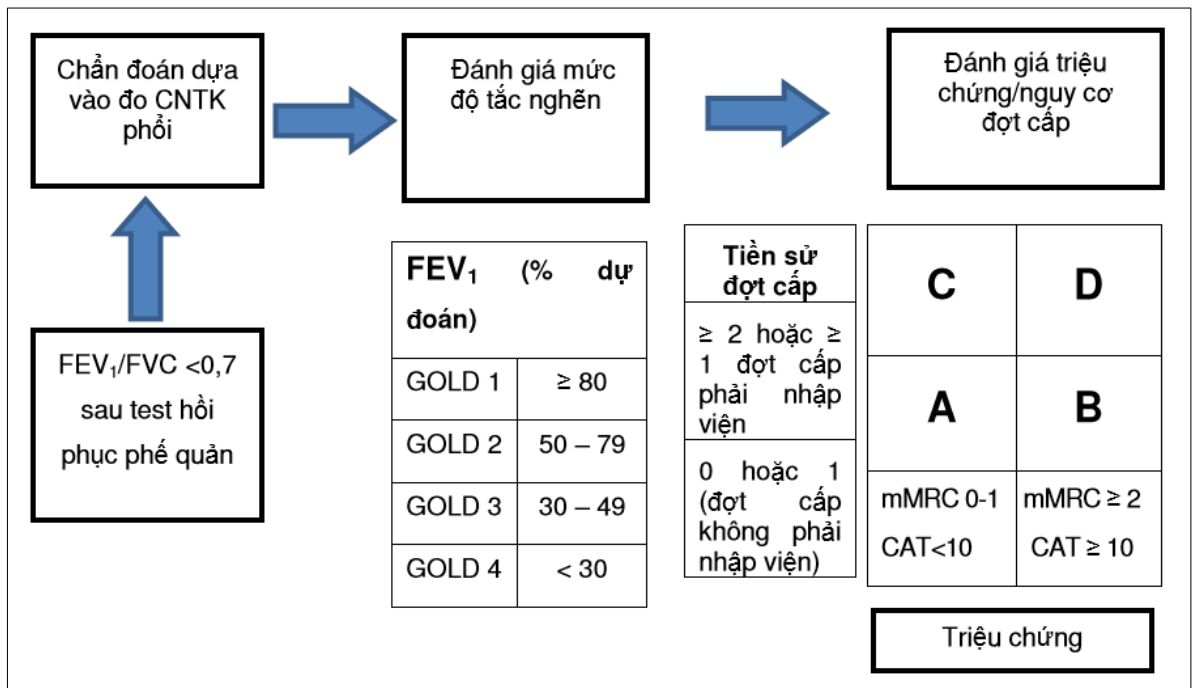 Chẩn đoán dựa
vào đo CNTK
phổi
Đánh giá mức
độ tắc nghẽn
Đánh giá triệu
chứng/nguy cơ
đợt cấp
FEV₁/FVC <0,7
sau test hồi
phục phế quản
FEV₁ (% dự
đoán)
GOLD 1 ≥ 80
GOLD 2 50 – 79
GOLD 3 30 – 49
GOLD 4 < 30
Tiền sử
đợt cấp
≥ 2 hoặc ≥
1 đợt cấp
phải nhập
viện
0 hoặc 1
(đợt cấp
không phải
nhập viện)
C D
A B
mMRC 0-1 mMRC ≥ 2
CAT<10 CAT ≥ 10
Triệu chứng